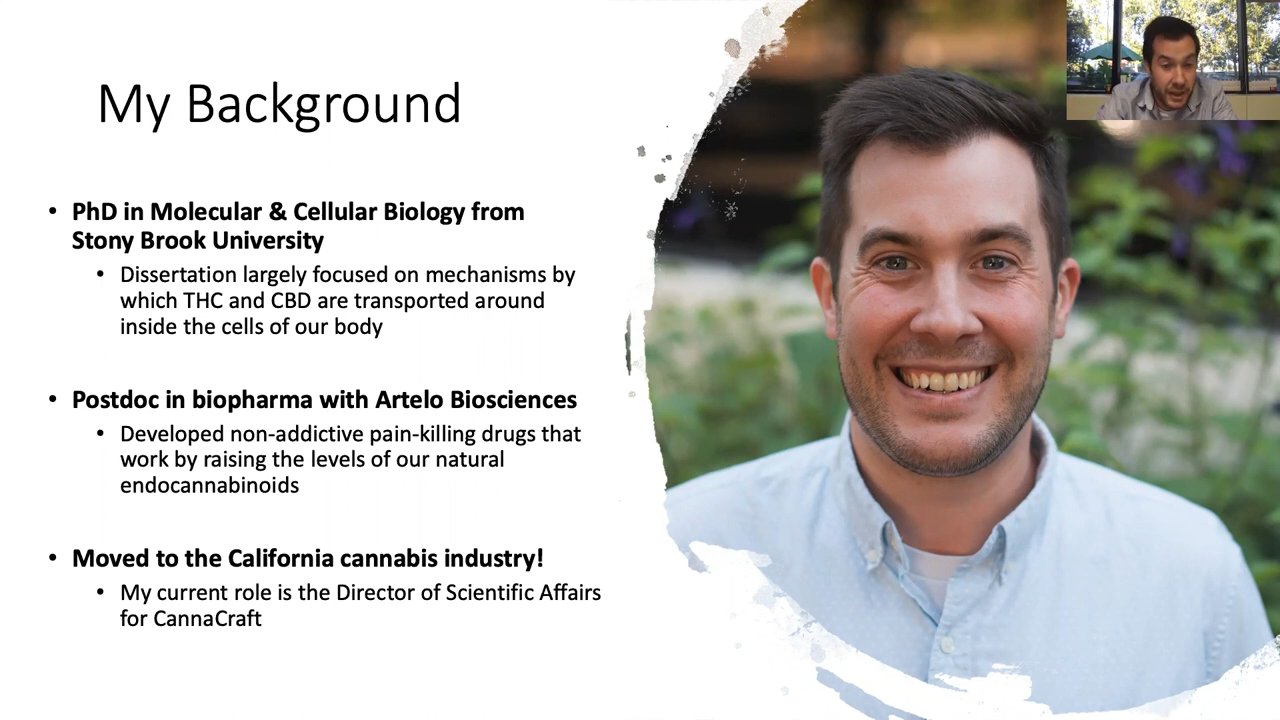 My Background
• PhD in Molecular & Cellular Biology from
Stony Brook University
• Dissertation largely focused on mechanisms by
which THC and CBD are transported around
inside the cells of our body
• Postdoc in biopharma with Artelo Biosciences
• Developed non-addictive pain-killing drugs that
work by raising the levels of our natural
endocannabinoids
• Moved to the California cannabis industry!
• My current role is the Director of Scientific Affairs
for CannaCraft